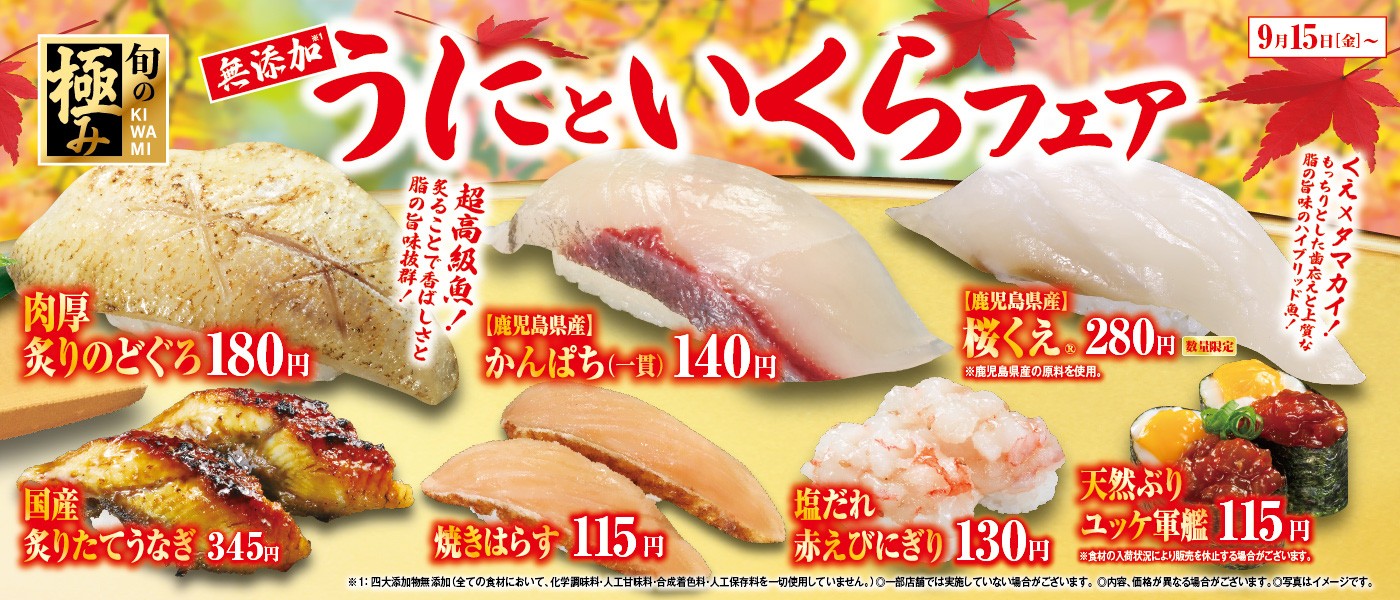 旬の
極み
KI
WA
MI
無添加※1
うにといくらフェア
9月15日[金]～
超高級魚！
炙ることで香ばしさと
脂の旨味抜群！
くえ×タマカイ！
もっちりとした歯応えと上質な
脂の旨味のハイブリッド魚！
肉厚
炙りのどぐろ 180円
【鹿児島県産】
かんぱち(一貫) 140円
【鹿児島県産】
桜くえ® 280円 数量限定
※鹿児島県産の原料を使用。
国産
炙りたてうなぎ 345円
焼きはらす 115円
塩だれ
赤えびにぎり 130円
天然ぶり
ユッケ軍艦 115円
※食材の入荷状況により販売を休止する場合がございます。
※1：四大添加物無添加（全ての食材において、化学調味料・人工甘味料・合成着色料・人工保存料を一切使用していません。）◎一部店舗では実施していない場合がございます。◎内容、価格が異なる場合がございます。◎写真はイメージです。